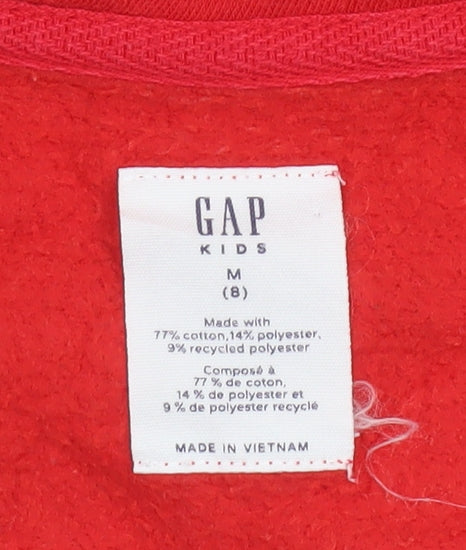 GAP
KIDS
M
(8)
Made with
77% cotton,14% polyester,
9% recycled polyester
Composé à
77 % de coton,
14 % de polyester et
9 % de polyester recyclé
MADE IN VIETNAM